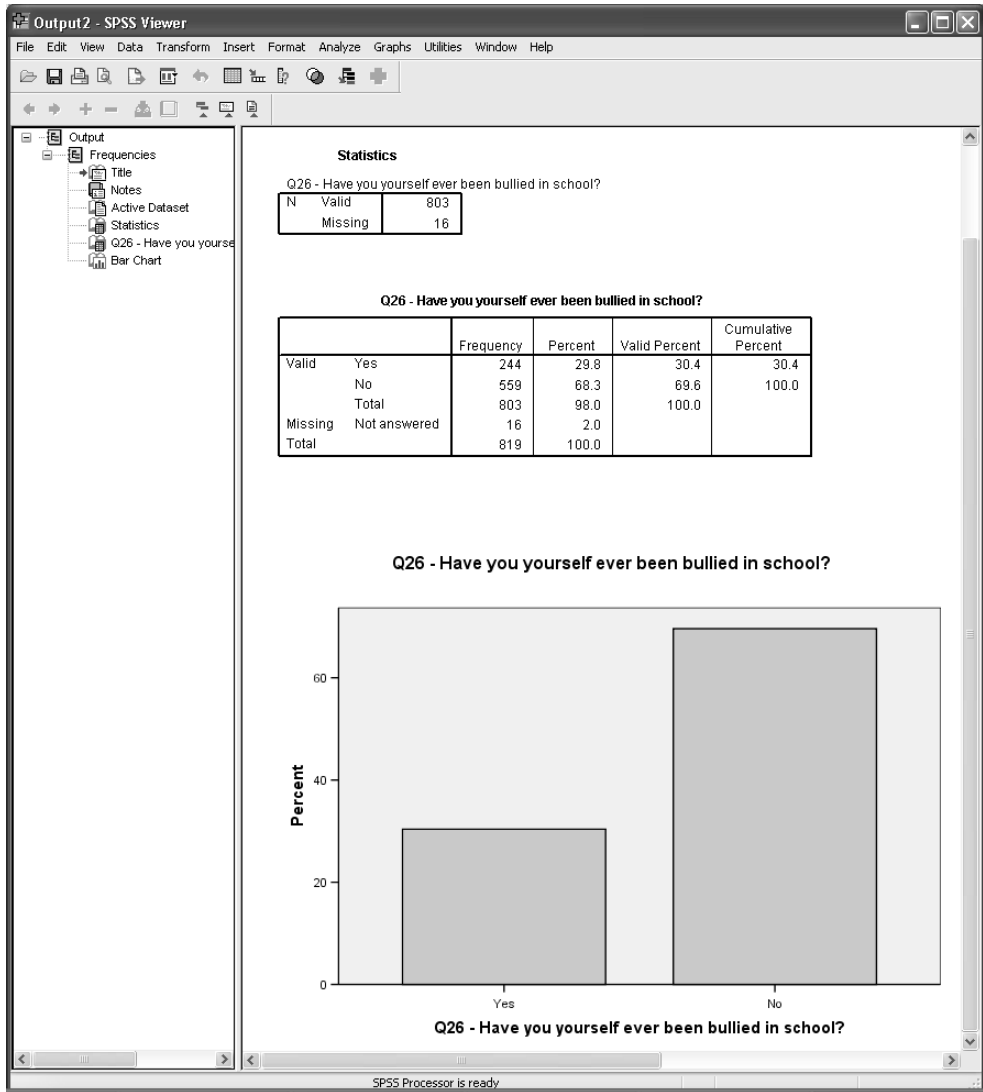 Output2 - SPSS Viewer
File Edit View Data Transform Insert Format Analyze Graphs Utilities Window Help
Output
Frequencies
Title
Notes
Active Dataset
Statistics
Q26 - Have you yourse
Bar Chart
Statistics
Q26 - Have you yourself ever been bullied in school?
N Valid 803
Missing 16
Q26 - Have you yourself ever been bullied in school?
Cumulative
Frequency Percent Valid Percent Percent
Valid Yes 244 29.8 30.4 30.4
No 559 68.3 69.6 100.0
Total 803 98.0 100.0
Missing Not answered 16 2.0
Total 819 100.0
Q26 - Have you yourself ever been bullied in school?
Percent
60
40
20
0
Yes No
Q26 - Have you yourself ever been bullied in school?
SPSS Processor is ready